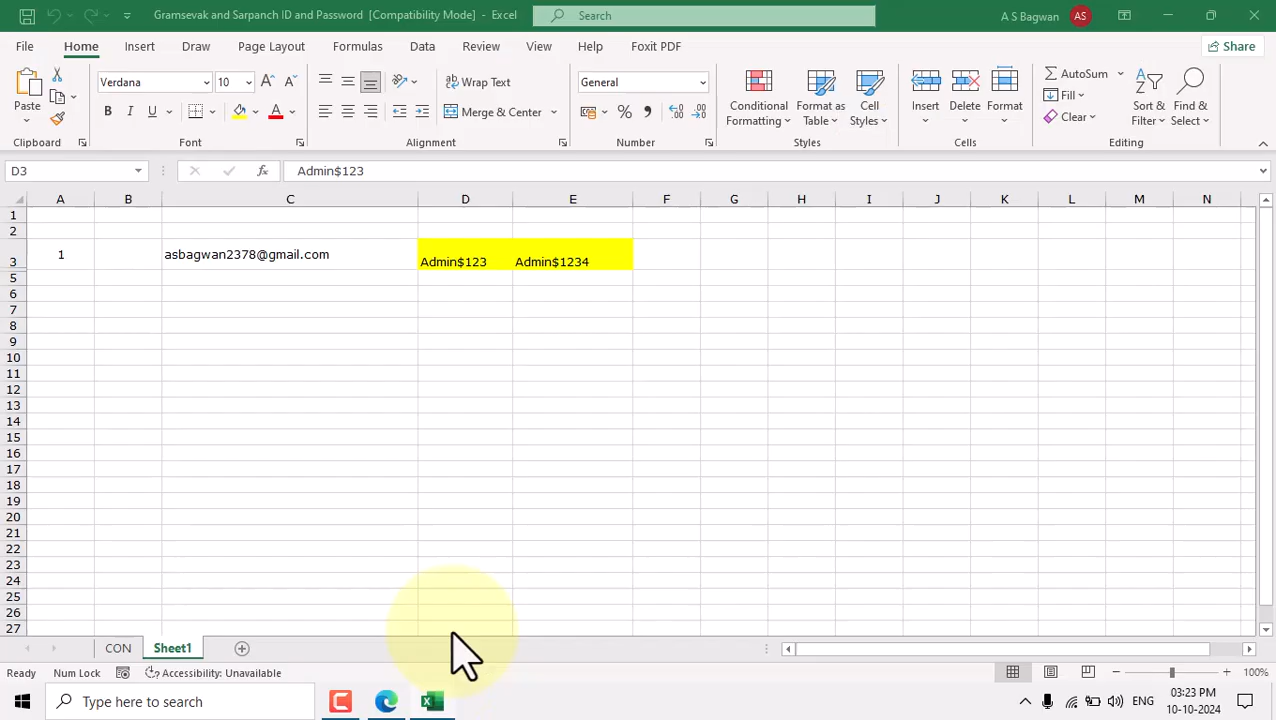 Gramsevak and Sarpanch ID and Password [Compatibility Mode] - Excel
Search
A S Bagwan AS
File Home Insert Draw Page Layout Formulas Data Review View Help Foxit PDF Share
Paste
Verdana 10
B I U
Wrap Text
Merge & Center
General
Conditional Formatting
Format as Table
Cell Styles
Insert
Delete
Format
AutoSum
Fill
Clear
Sort & Filter
Find & Select
Clipboard Font Alignment Number Styles Cells Editing
D3 fx Admin$123
A B C D E F G H I J K L M N
1
2
3 1 asbagwan2378@gmail.com Admin$123 Admin$1234
5
6
7
8
9
10
11
12
13
14
15
16
17
18
19
20
21
22
23
24
25
26
27
CON Sheet1
Ready Num Lock Accessibility: Unavailable 100%
Type here to search ENG 03:23 PM
10-10-2024